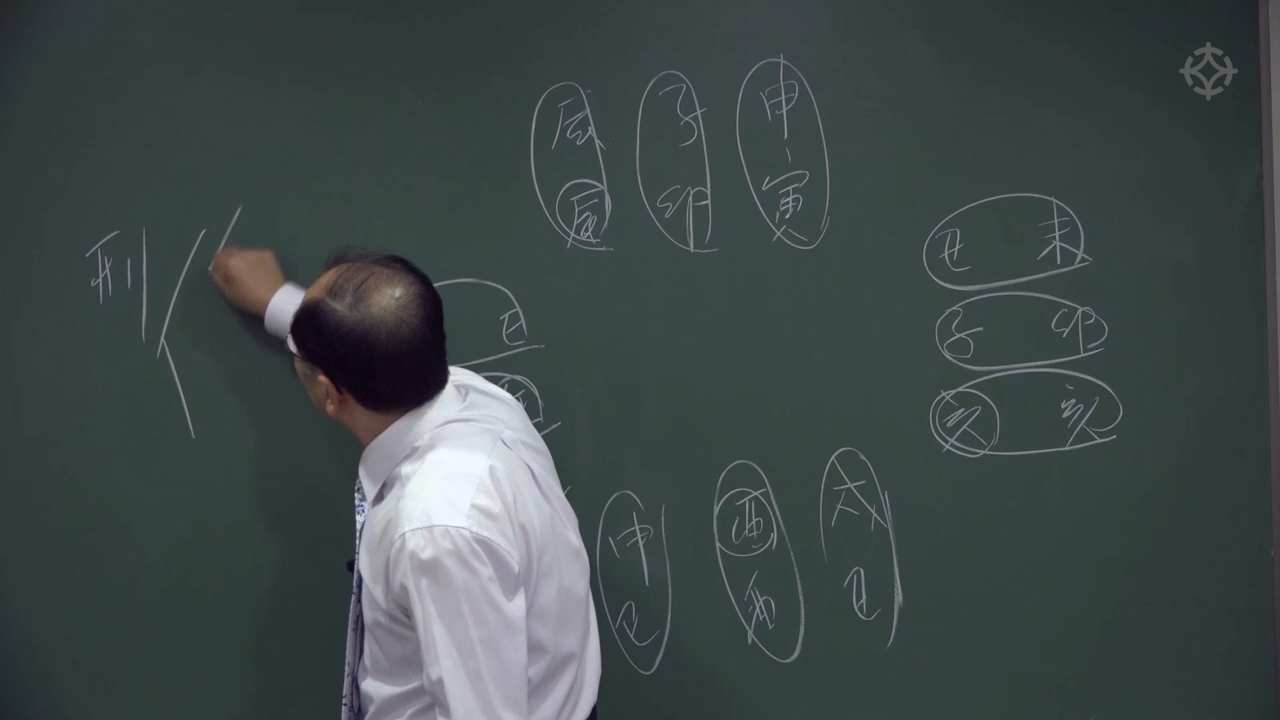 辰 子 申
辰 卯 寅
丑 未
刑
巳
子 卯
亥 亥
申 酉 戌
巳 酉 丑